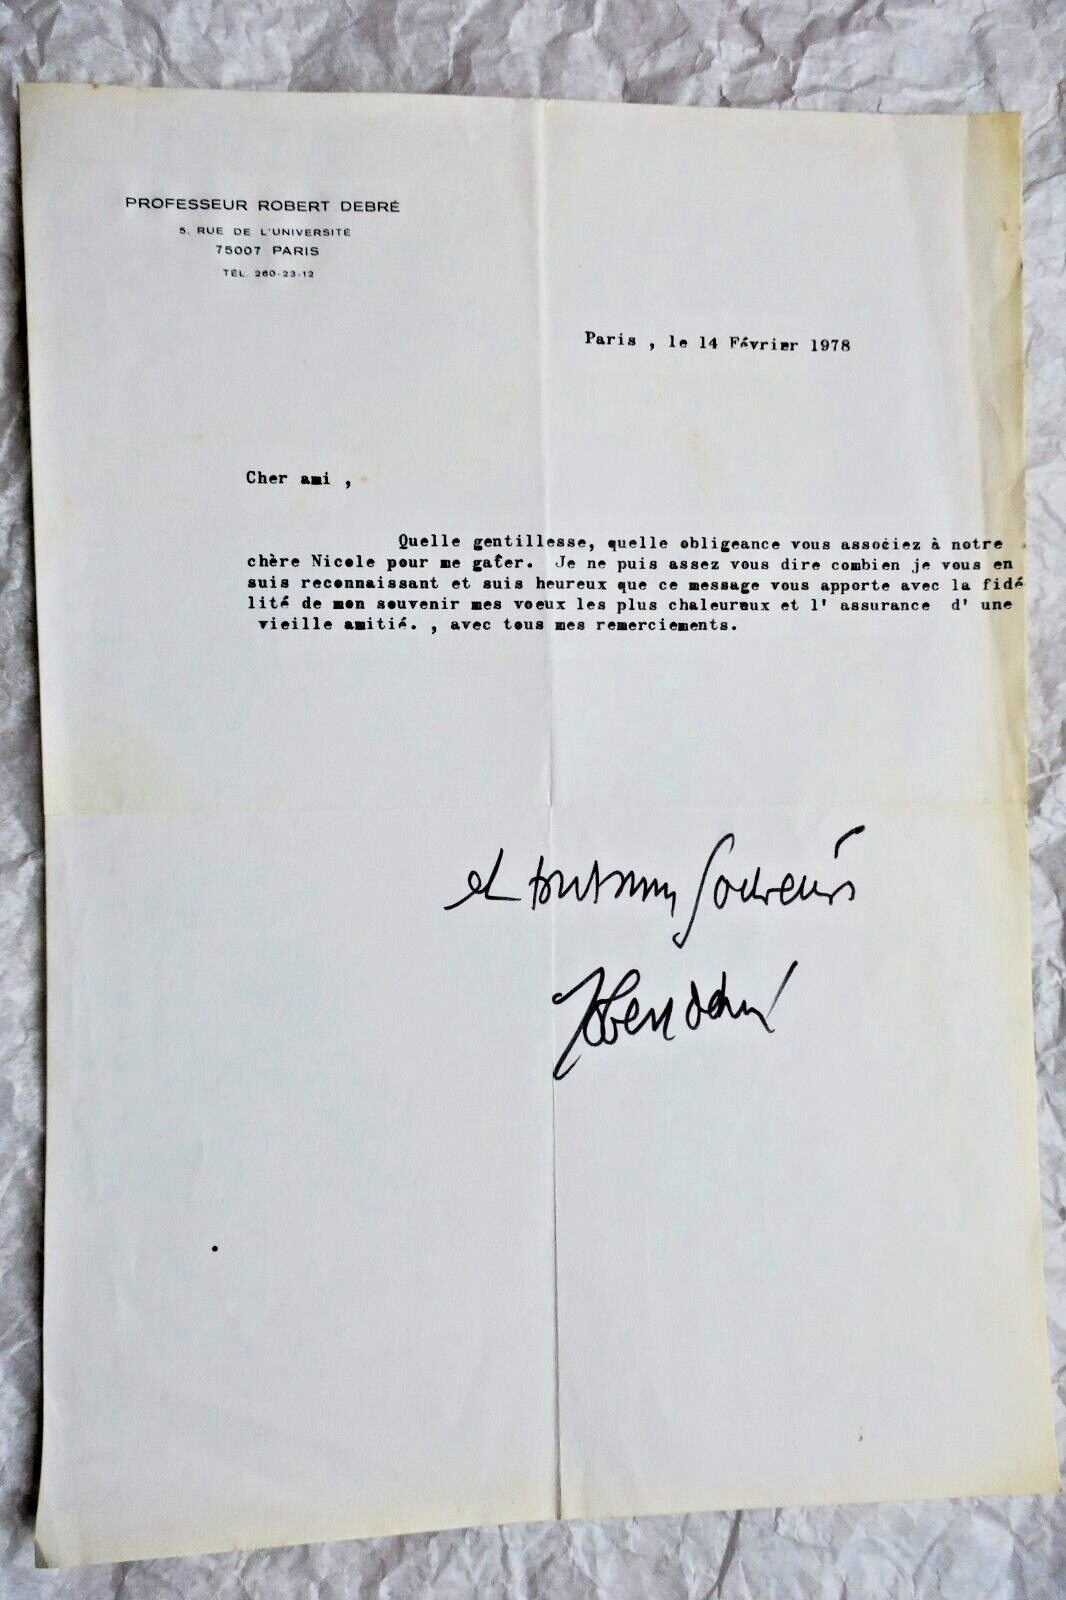 PROFESSEUR ROBERT DEBRÉ
5, RUE DE L'UNIVERSITÉ
75007 PARIS
TÉL. 260-23-12
Paris , le 14 Février 1978
Cher ami ,
Quelle gentillesse, quelle obligeance vous associez à notre
chère Nicole pour me gater. Je ne puis assez vous dire combien je vous en
suis reconnaissant et suis heureux que ce message vous apporte avec la fidé
lité de mon souvenir mes voeux les plus chaleureux et l' assurance d' une
vieille amitié. , avec tous mes remerciements.
et tout mon souvenir
Robert Debré